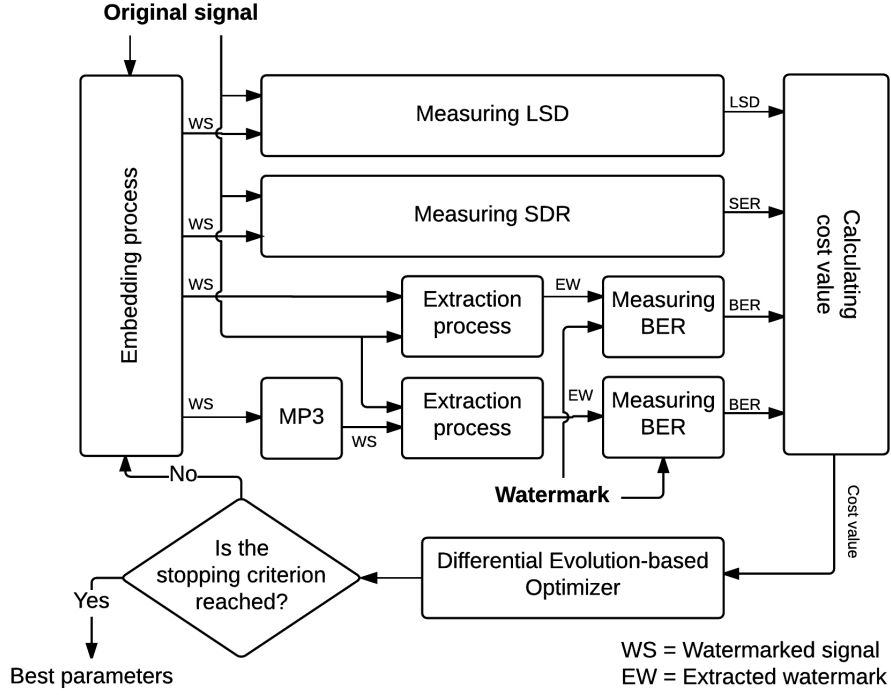 Original signal
Embedding process
WS
Measuring LSD
LSD
WS
Measuring SDR
SER
Calculating
cost value
WS
Extraction
process
EW
Measuring
BER
BER
WS
MP3
WS
Extraction
process
EW
Measuring
BER
BER
No
Watermark
Cost value
Is the
stopping criterion
reached?
Differential Evolution-based
Optimizer
Yes
Best parameters
WS = Watermarked signal
EW = Extracted watermark